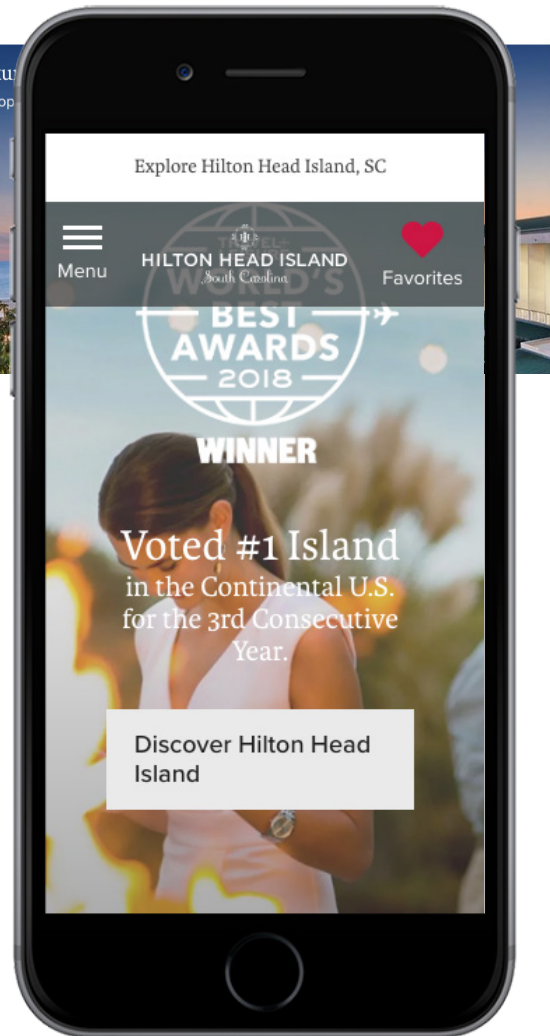 Explore Hilton Head Island, SC
TRAVEL+
HILTON HEAD ISLAND
South Carolina
WORLD'S
Menu
Favorites
BEST
AWARDS
2018
WINNER
Voted #1 Island
in the Continental U.S.
for the 3rd Consecutive
Year.
Discover Hilton Head
Island